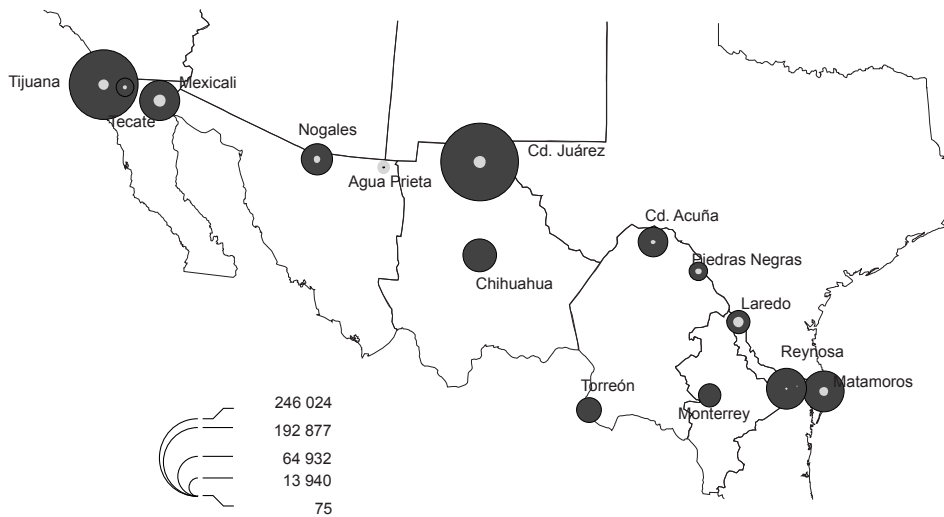 Tijuana
Mexicali
Tecate
Nogales
Agua Prieta
Cd. Juárez
Chihuahua
Cd. Acuña
Piedras Negras
Laredo
Reynosa
Matamoros
Torreón
Monterrey
246 024
192 877
64 932
13 940
75